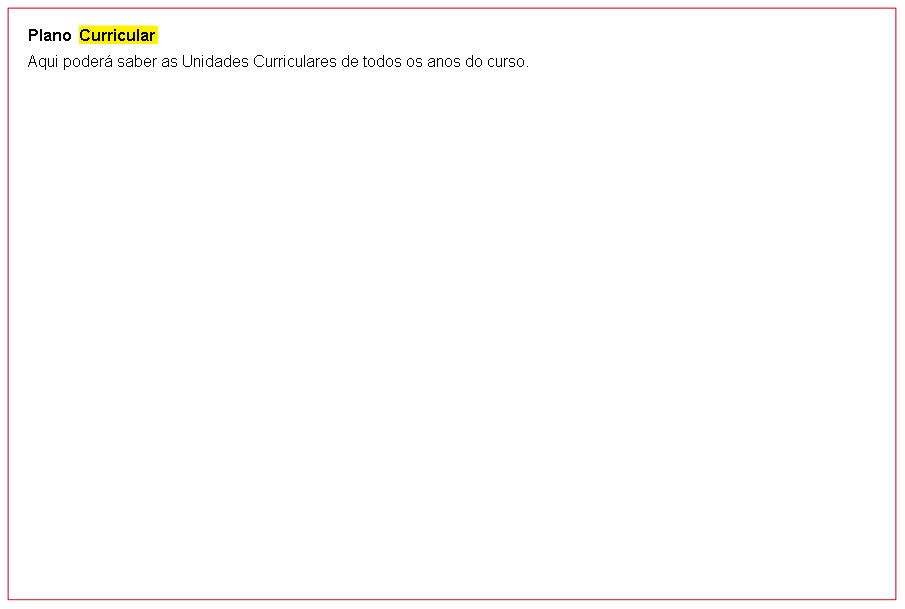 Plano Curricular
Aqui poderá saber as Unidades Curriculares de todos os anos do curso.